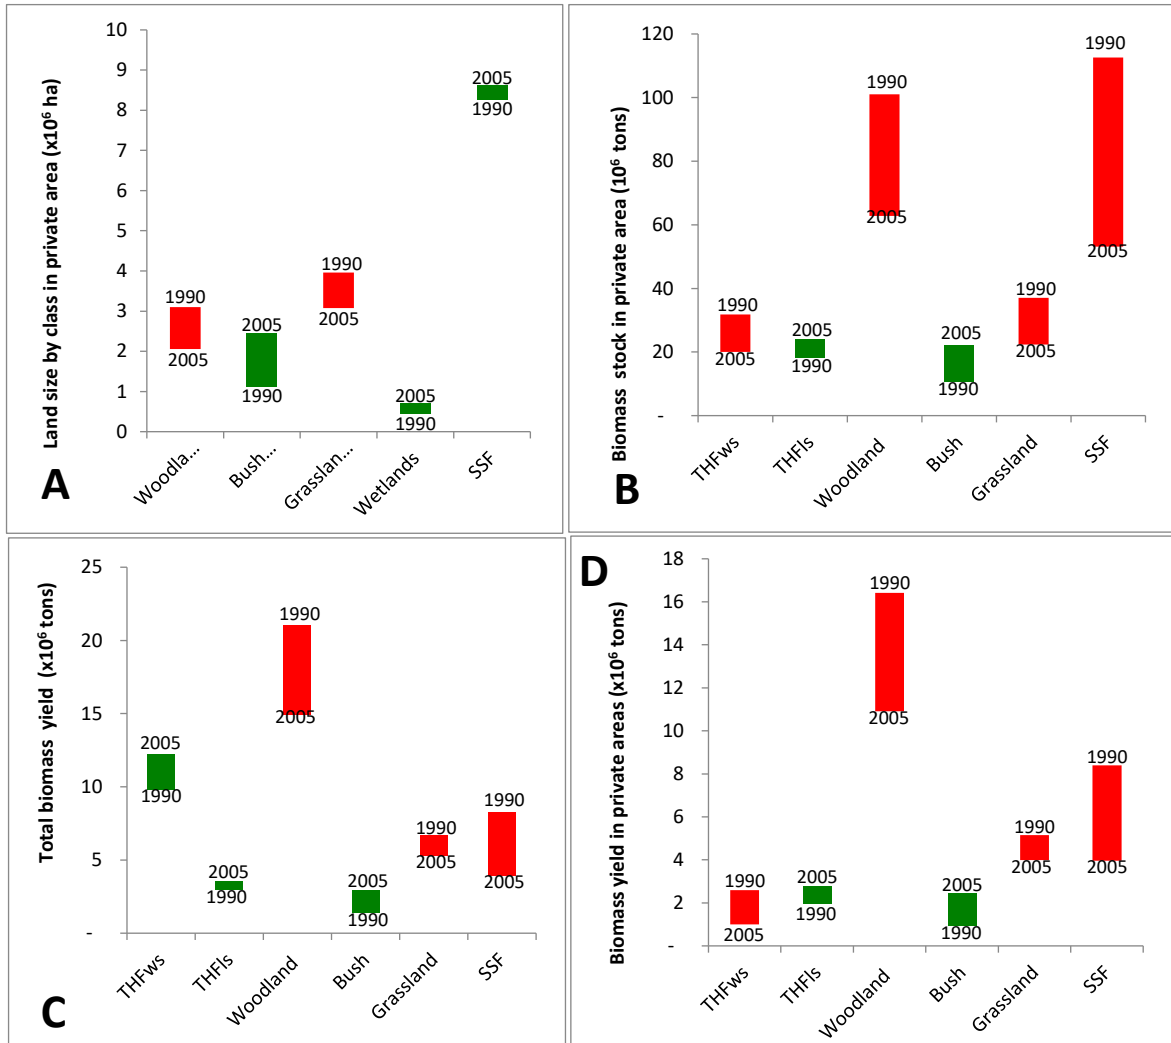 Land size by class in private area (x10⁶ ha)
10
9
8
7
6
5
4
3
2
1
0
1990
2005
2005
1990
1990
2005
2005
1990
2005
1990
Woodla...
Bush...
Grasslan...
Wetlands
SSF
A
Biomass stock in private area (10⁶ tons)
120
100
80
60
40
20
-
1990
2005
2005
1990
1990
2005
2005
1990
1990
2005
1990
2005
THFws
THFls
Woodland
Bush
Grassland
SSF
B
Total biomass yield (x10⁶ tons)
25
20
15
10
5
-
2005
1990
2005
1990
1990
2005
2005
1990
1990
2005
1990
2005
THFws
THFls
Woodland
Bush
Grassland
SSF
C
D
Biomass yield in private areas (x10⁶ tons)
18
16
14
12
10
8
6
4
2
-
1990
2005
2005
1990
1990
2005
2005
1990
1990
2005
1990
2005
THFws
THFls
Woodland
Bush
Grassland
SSF